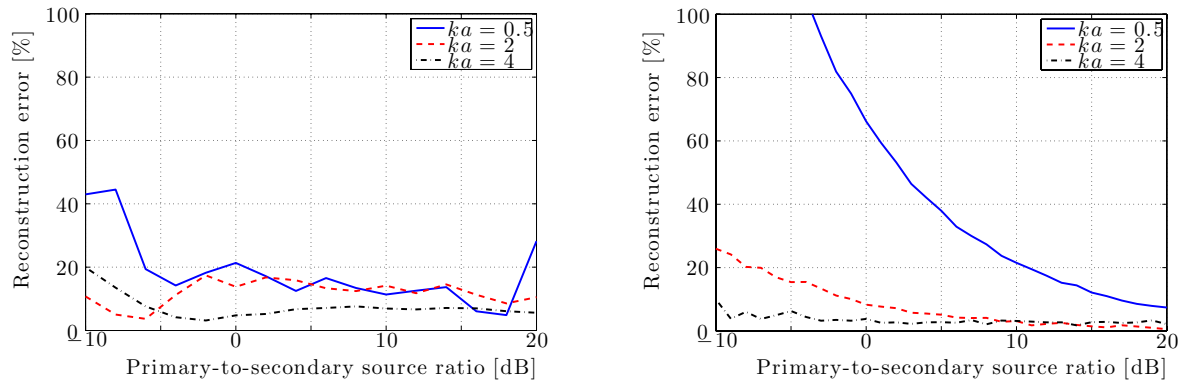 100
80
60
40
20
0
−10
0
10
20
Reconstruction error [%]
Primary-to-secondary source ratio [dB]
ka = 0.5
ka = 2
ka = 4
100
80
60
40
20
0
−10
0
10
20
Reconstruction error [%]
Primary-to-secondary source ratio [dB]
ka = 0.5
ka = 2
ka = 4